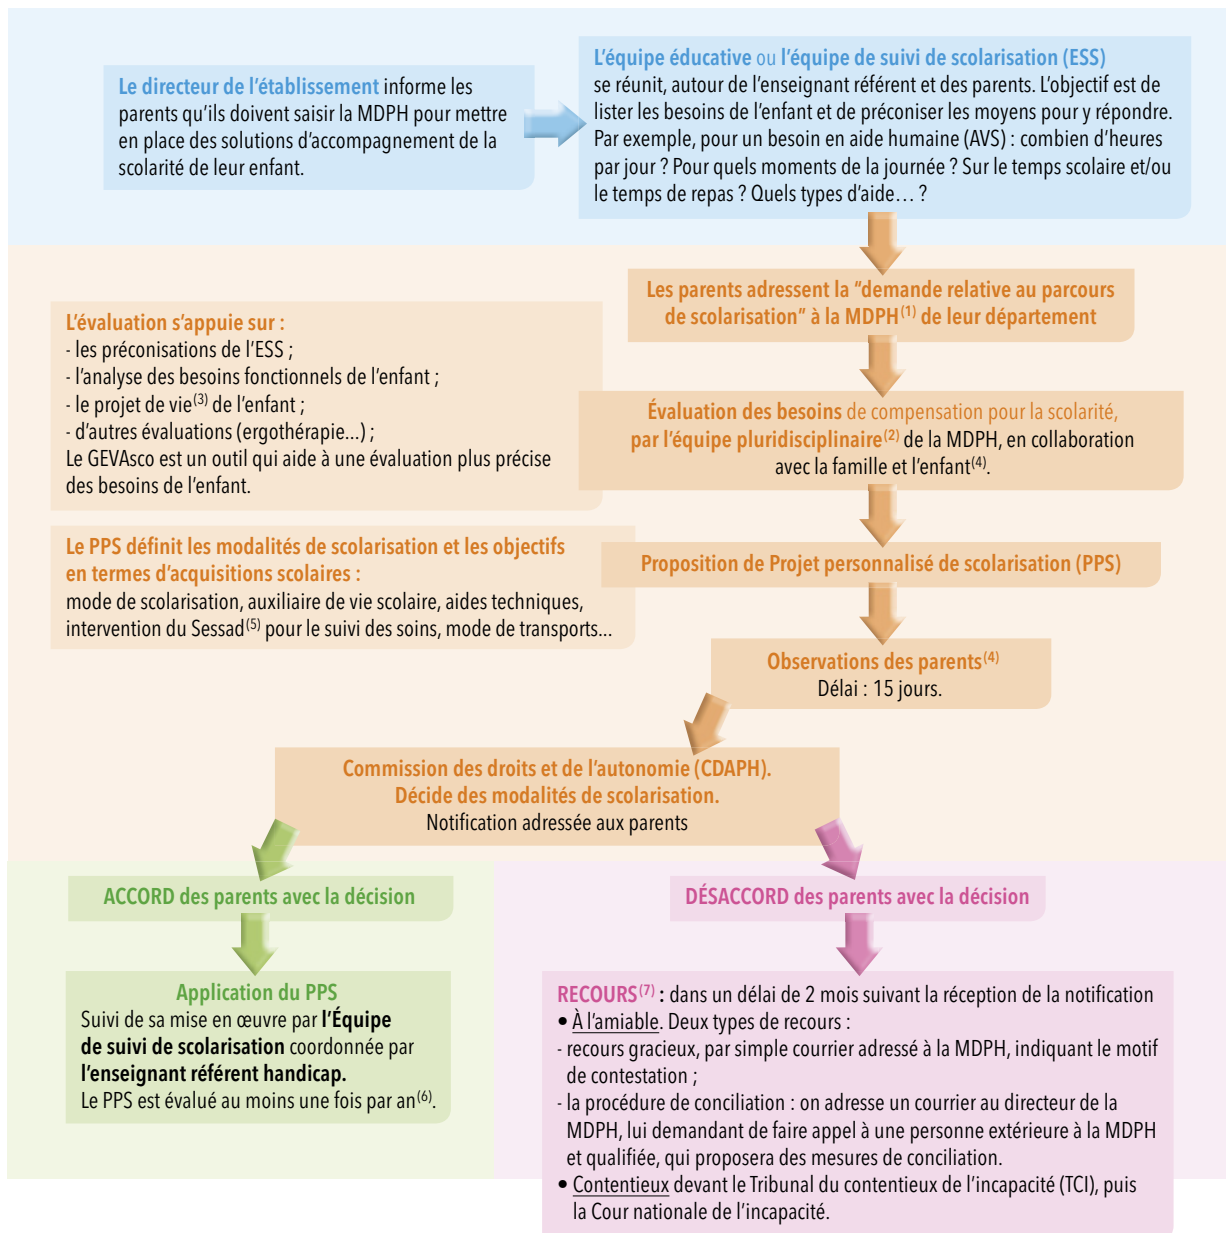 Le directeur de l'établissement informe les
parents qu'ils doivent saisir la MDPH pour mettre
en place des solutions d'accompagnement de la
scolarité de leur enfant.
L'équipe éducative ou l'équipe de suivi de scolarisation (ESS)
se réunit, autour de l'enseignant référent et des parents. L'objectif est de
lister les besoins de l'enfant et de préconiser les moyens pour y répondre.
Par exemple, pour un besoin en aide humaine (AVS) : combien d'heures
par jour ? Pour quels moments de la journée ? Sur le temps scolaire et/ou
le temps de repas ? Quels types d'aide… ?
Les parents adressent la "demande relative au parcours
de scolarisation" à la MDPH(1) de leur département
L'évaluation s'appuie sur :
- les préconisations de l'ESS ;
- l'analyse des besoins fonctionnels de l'enfant ;
- le projet de vie(3) de l'enfant ;
- d'autres évaluations (ergothérapie...) ;
Le GEVAsco est un outil qui aide à une évaluation plus précise
des besoins de l'enfant.
Évaluation des besoins de compensation pour la scolarité,
par l'équipe pluridisciplinaire(2) de la MDPH, en collaboration
avec la famille et l'enfant(4).
Le PPS définit les modalités de scolarisation et les objectifs
en termes d'acquisitions scolaires :
mode de scolarisation, auxiliaire de vie scolaire, aides techniques,
intervention du Sessad(5) pour le suivi des soins, mode de transports...
Proposition de Projet personnalisé de scolarisation (PPS)
Observations des parents(4)
Délai : 15 jours.
Commission des droits et de l'autonomie (CDAPH).
Décide des modalités de scolarisation.
Notification adressée aux parents
ACCORD des parents avec la décision
Application du PPS
Suivi de sa mise en œuvre par l'Équipe
de suivi de scolarisation coordonnée par
l'enseignant référent handicap.
Le PPS est évalué au moins une fois par an(6).
DÉSACCORD des parents avec la décision
RECOURS(7) : dans un délai de 2 mois suivant la réception de la notification
• À l'amiable. Deux types de recours :
- recours gracieux, par simple courrier adressé à la MDPH, indiquant le motif
de contestation ;
- la procédure de conciliation : on adresse un courrier au directeur de la
MDPH, lui demandant de faire appel à une personne extérieure à la MDPH
et qualifiée, qui proposera des mesures de conciliation.
• Contentieux devant le Tribunal du contentieux de l'incapacité (TCI), puis
la Cour nationale de l'incapacité.